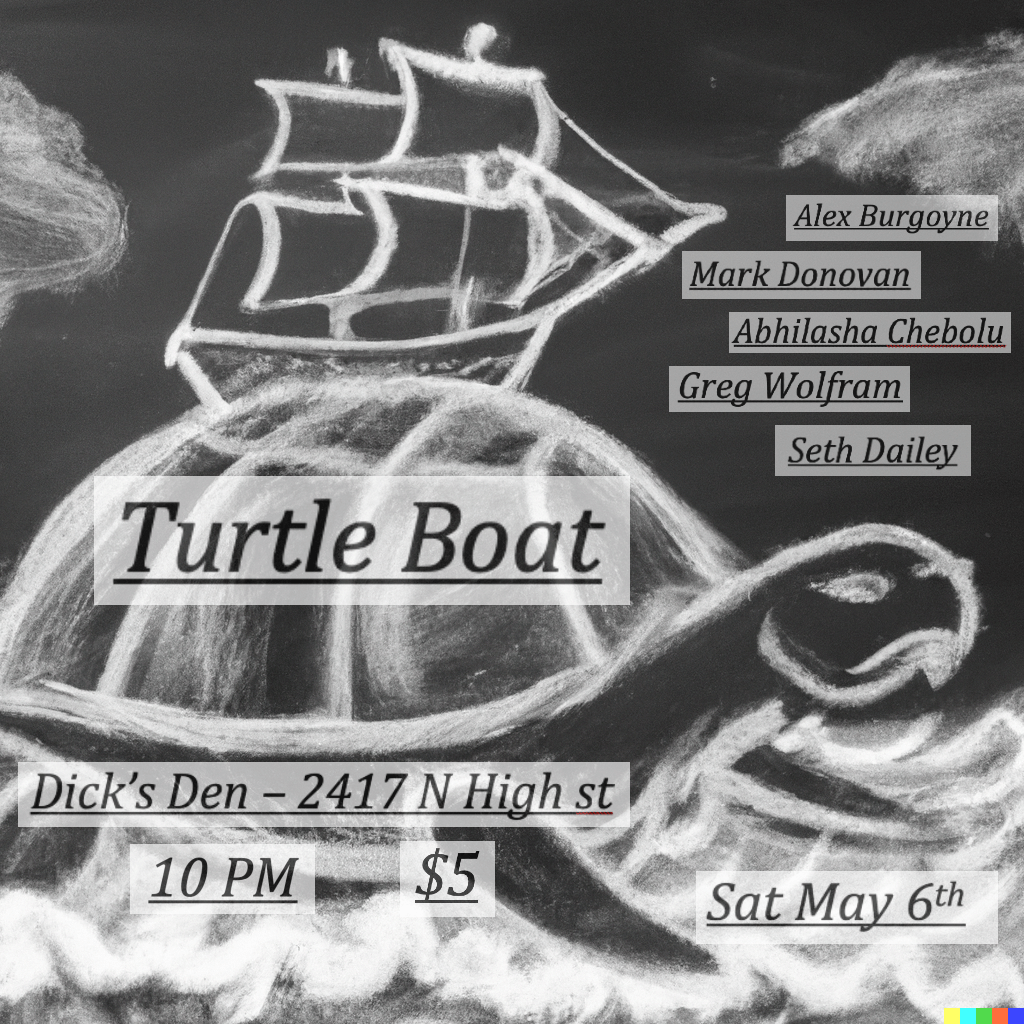 Alex Burgoyne
Mark Donovan
Abhilasha Chebolu
Greg Wolfram
Seth Dailey
Turtle Boat
Dick's Den – 2417 N High st
10 PM $5
Sat May 6th